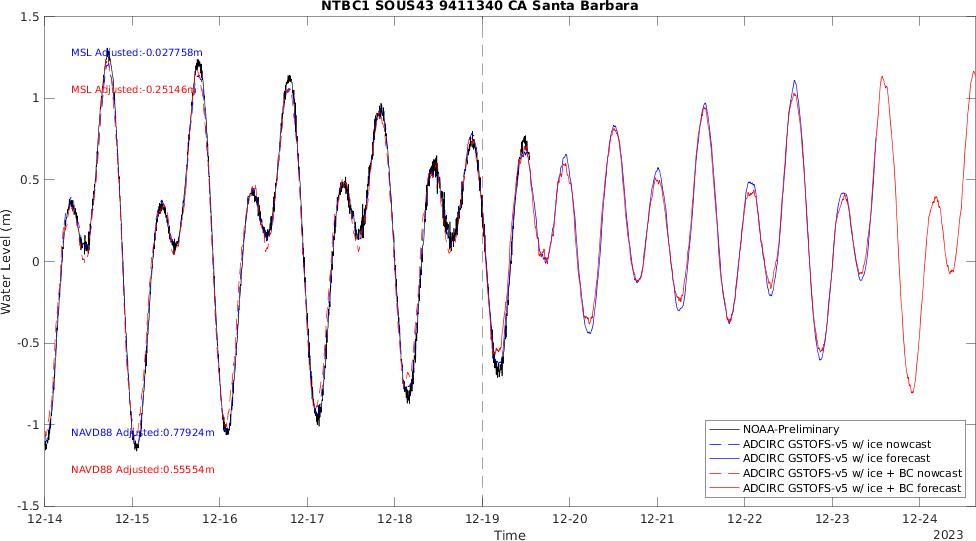 NTBC1 SOUS43 9411340 CA Santa Barbara
1.5
1
0.5
0
-0.5
-1
-1.5
Water Level (m)
MSL Adjusted:-0.027758m
MSL Adjusted:-0.25146m
NAVD88 Adjusted:0.77924m
NAVD88 Adjusted:0.55554m
NOAA-Preliminary
ADCIRC GSTOFS-v5 w/ ice nowcast
ADCIRC GSTOFS-v5 w/ ice forecast
ADCIRC GSTOFS-v5 w/ ice + BC nowcast
ADCIRC GSTOFS-v5 w/ ice + BC forecast
12-14 12-15 12-16 12-17 12-18 12-19 12-20 12-21 12-22 12-23 12-24
Time
2023